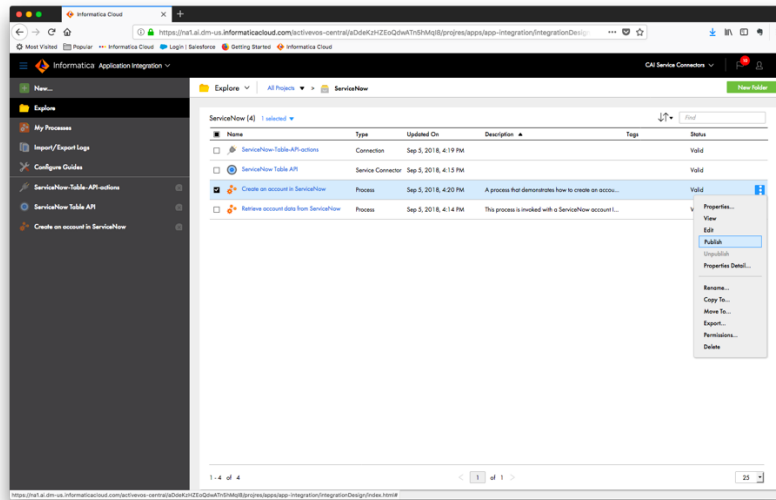 Informatica Cloud
https://na1.ai.dm-us.informaticacloud.com/activevos-central/aDdeKzHZEoQdwATnShMqI8/projres/apps/app-integration/integrationDesig
Most Visited Popular Informatica Cloud Login | Salesforce Getting Started Informatica Cloud
Informatica Application Integration
CAI Service Connectors
New...
Explore
All Projects > ServiceNow
New Folder
Explore
My Processes
Import/Export Logs
Configure Guides
ServiceNow-Table-API-actions
ServiceNow Table API
Create an account in ServiceNow
ServiceNow (4) 1 selected
Find
Name Type Updated On Description Tags Status
ServiceNow-Table-API-actions Connection Sep 5, 2018, 4:19 PM Valid
ServiceNow Table API Service Connector Sep 5, 2018, 4:15 PM Valid
Create an account in ServiceNow Process Sep 5, 2018, 4:20 PM A process that demonstrates how to create an accou... Valid
Retrieve account data from ServiceNow Process Sep 5, 2018, 4:14 PM This process is invoked with a ServiceNow account I... V
Properties...
View
Edit
Publish
Unpublish
Properties Detail...
Rename...
Copy To...
Move To...
Export...
Permissions...
Delete
1 - 4 of 4
1 of 1
25
https://na1.ai.dm-us.informaticacloud.com/activevos-central/aDdeKzHZEoQdwATnShMqI8/projres/apps/app-integration/integrationDesign/index.html#